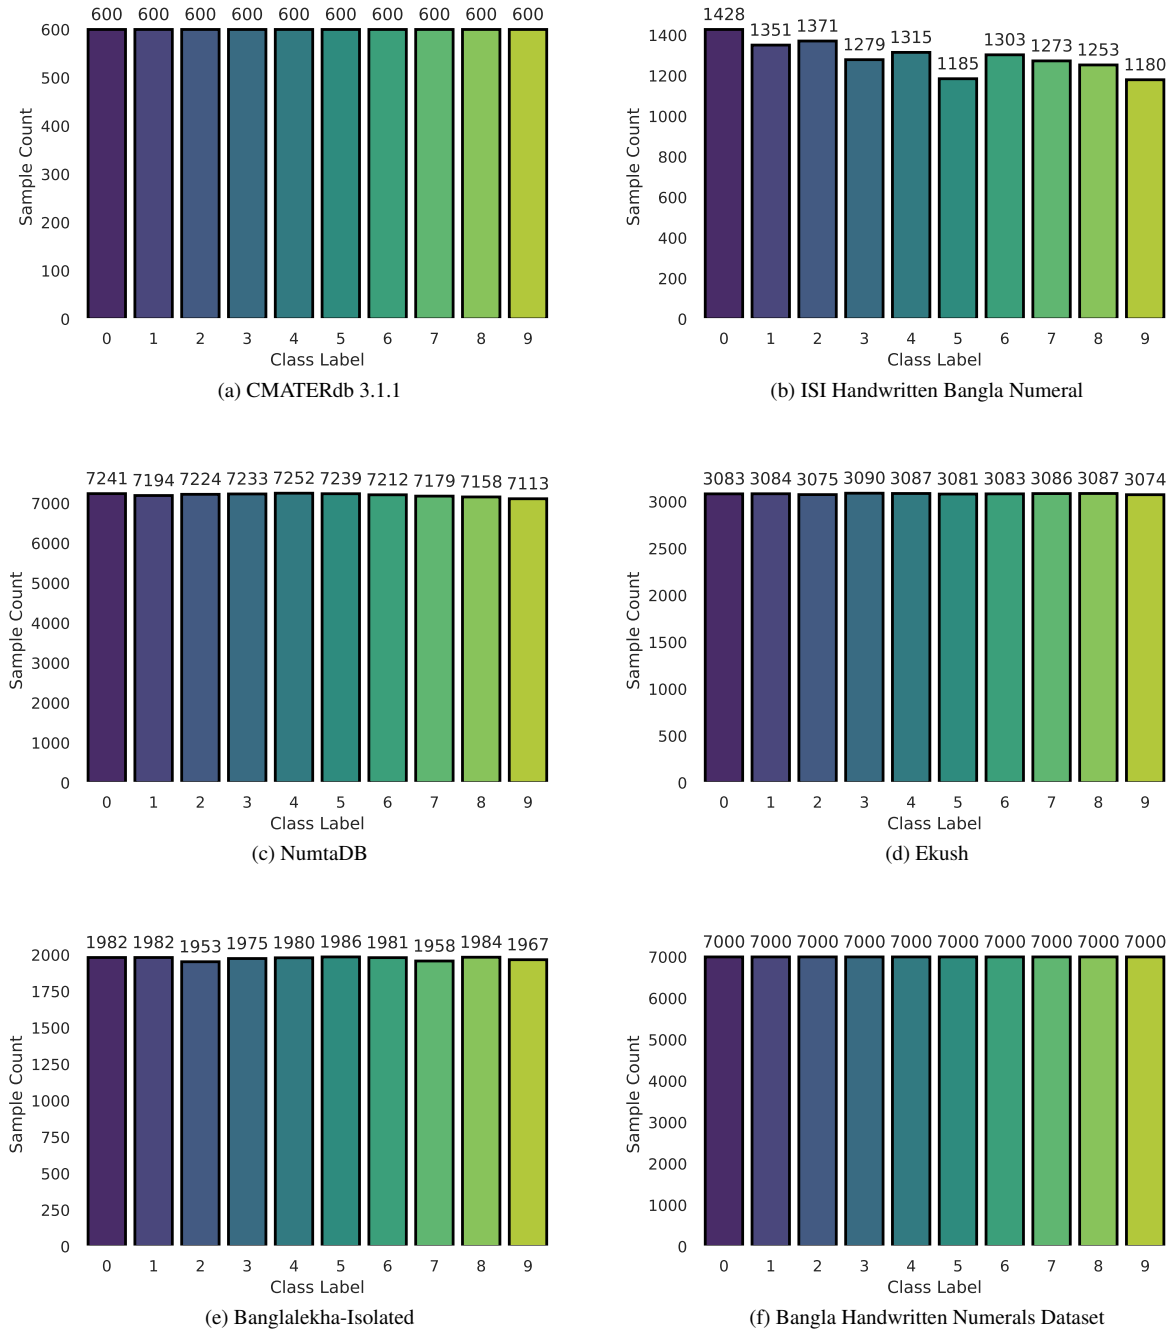 600 600 600 600 600 600 600 600 600 600
600
500
400
300
200
100
0
Sample Count
0 1 2 3 4 5 6 7 8 9
Class Label
(a) CMATERdb 3.1.1
1428 1351 1371 1279 1315 1185 1303 1273 1253 1180
1400
1200
1000
800
600
400
200
0
Sample Count
0 1 2 3 4 5 6 7 8 9
Class Label
(b) ISI Handwritten Bangla Numeral
7241 7194 7224 7233 7252 7239 7212 7179 7158 7113
7000
6000
5000
4000
3000
2000
1000
0
Sample Count
0 1 2 3 4 5 6 7 8 9
Class Label
(c) NumtaDB
3083 3084 3075 3090 3087 3081 3083 3086 3087 3074
3000
2500
2000
1500
1000
500
0
Sample Count
0 1 2 3 4 5 6 7 8 9
Class Label
(d) Ekush
1982 1982 1953 1975 1980 1986 1981 1958 1984 1967
2000
1750
1500
1250
1000
750
500
250
0
Sample Count
0 1 2 3 4 5 6 7 8 9
Class Label
(e) Banglalekha-Isolated
7000 7000 7000 7000 7000 7000 7000 7000 7000 7000
7000
6000
5000
4000
3000
2000
1000
0
Sample Count
0 1 2 3 4 5 6 7 8 9
Class Label
(f) Bangla Handwritten Numerals Dataset